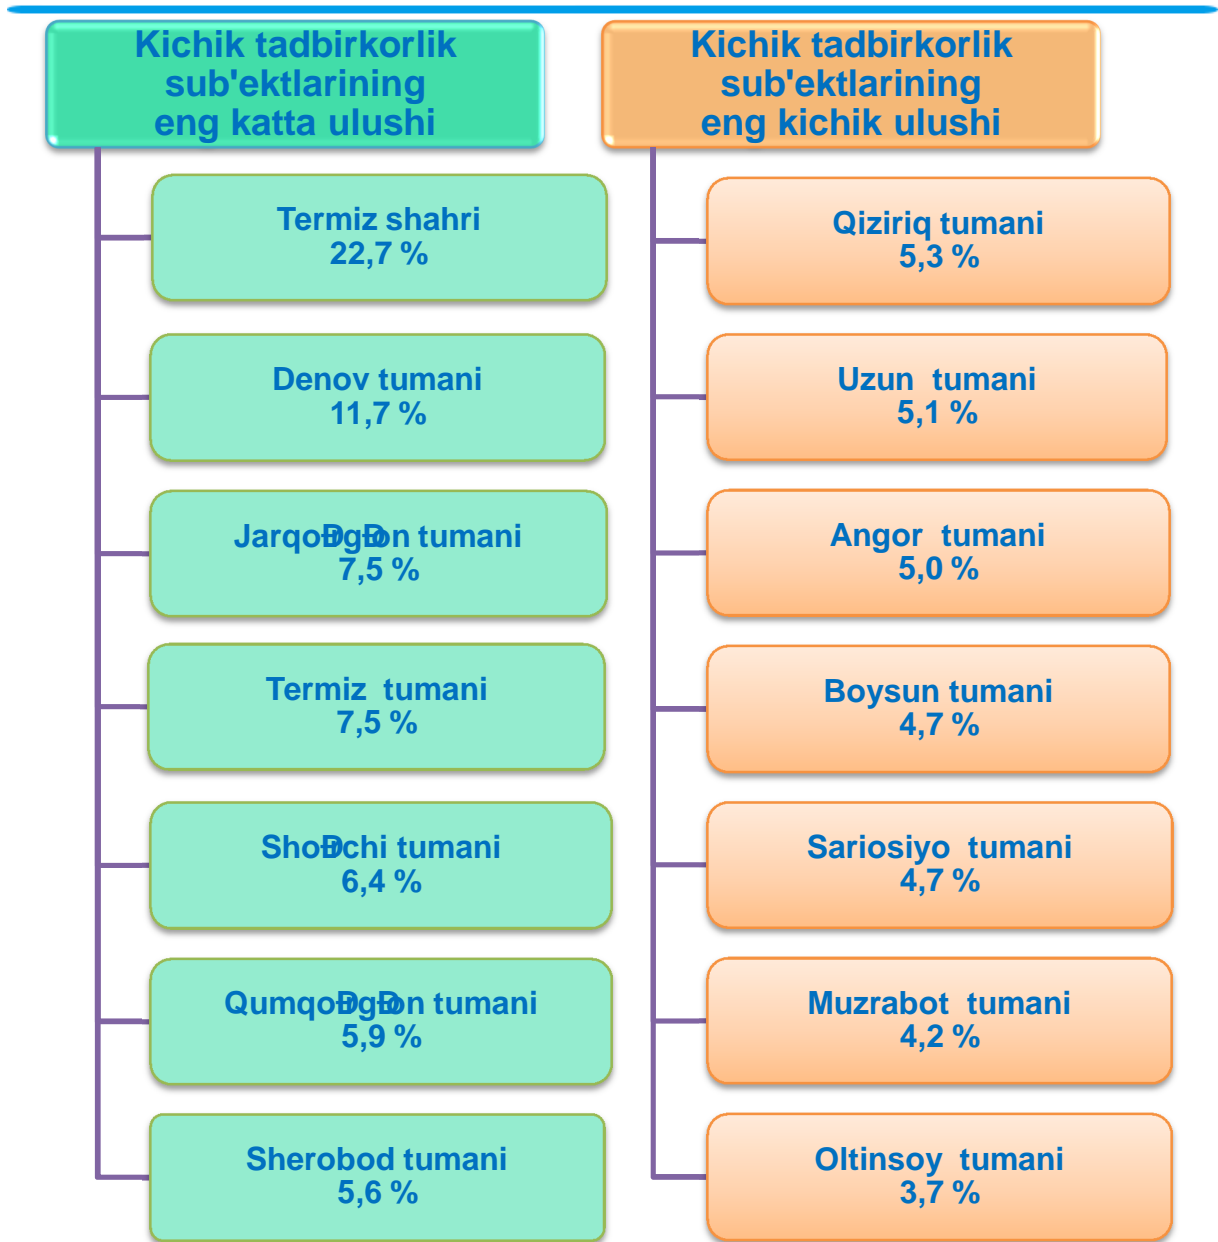 Kichik tadbirkorlik
sub'ektlarining
eng katta ulushi
Termiz shahri
22,7 %
Denov tumani
11,7 %
tumani
7,5 %
Termiz tumani
7,5 %
tumani
6,4 %
tumani
5,9 %
Sherobod tumani
5,6 %
Kichik tadbirkorlik
sub'ektlarining
eng kichik ulushi
Qiziriq tumani
5,3 %
Uzun tumani
5,1 %
Angor tumani
5,0 %
Boysun tumani
4,7 %
Sariosiyo tumani
4,7 %
Muzrabot tumani
4,2 %
Oltinsoy tumani
3,7 %